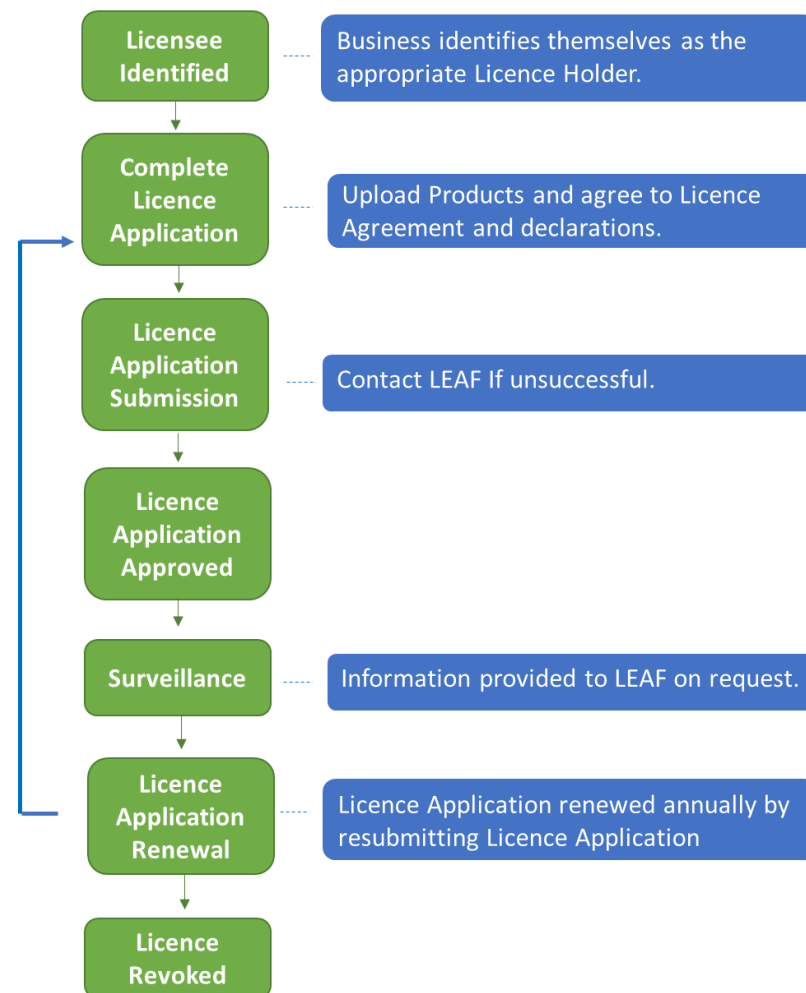 Licensee
Identified
Business identifies themselves as the
appropriate Licence Holder.
Complete
Licence
Application
Upload Products and agree to Licence
Agreement and declarations.
Licence
Application
Submission
Contact LEAF If unsuccessful.
Licence
Application
Approved
Surveillance
Information provided to LEAF on request.
Licence
Application
Renewal
Licence Application renewed annually by
resubmitting Licence Application
Licence
Revoked